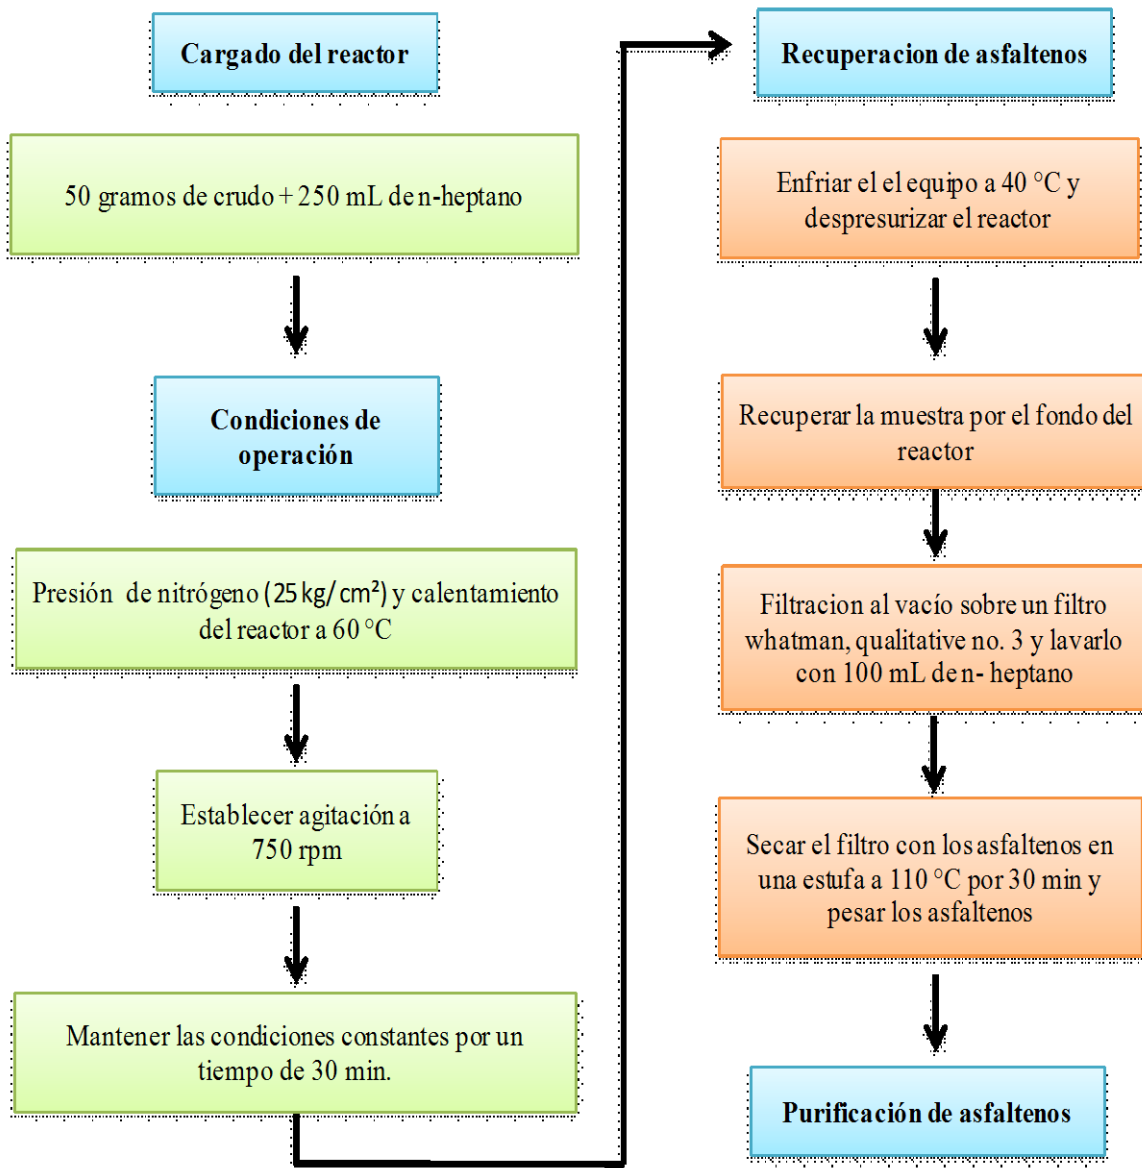 Cargado del reactor
50 gramos de crudo + 250 mL de n-heptano
Condiciones de
operación
Presión de nitrógeno (25 kg/ cm²) y calentamiento
del reactor a 60 °C
Establecer agitación a
750 rpm
Mantener las condiciones constantes por un
tiempo de 30 min.
Recuperacion de asfaltenos
Enfriar el el equipo a 40 °C y
despresurizar el reactor
Recuperar la muestra por el fondo del
reactor
Filtracion al vacío sobre un filtro
whatman, qualitative no. 3 y lavarlo
con 100 mL de n- heptano
Secar el filtro con los asfaltenos en
una estufa a 110 °C por 30 min y
pesar los asfaltenos
Purificación de asfaltenos